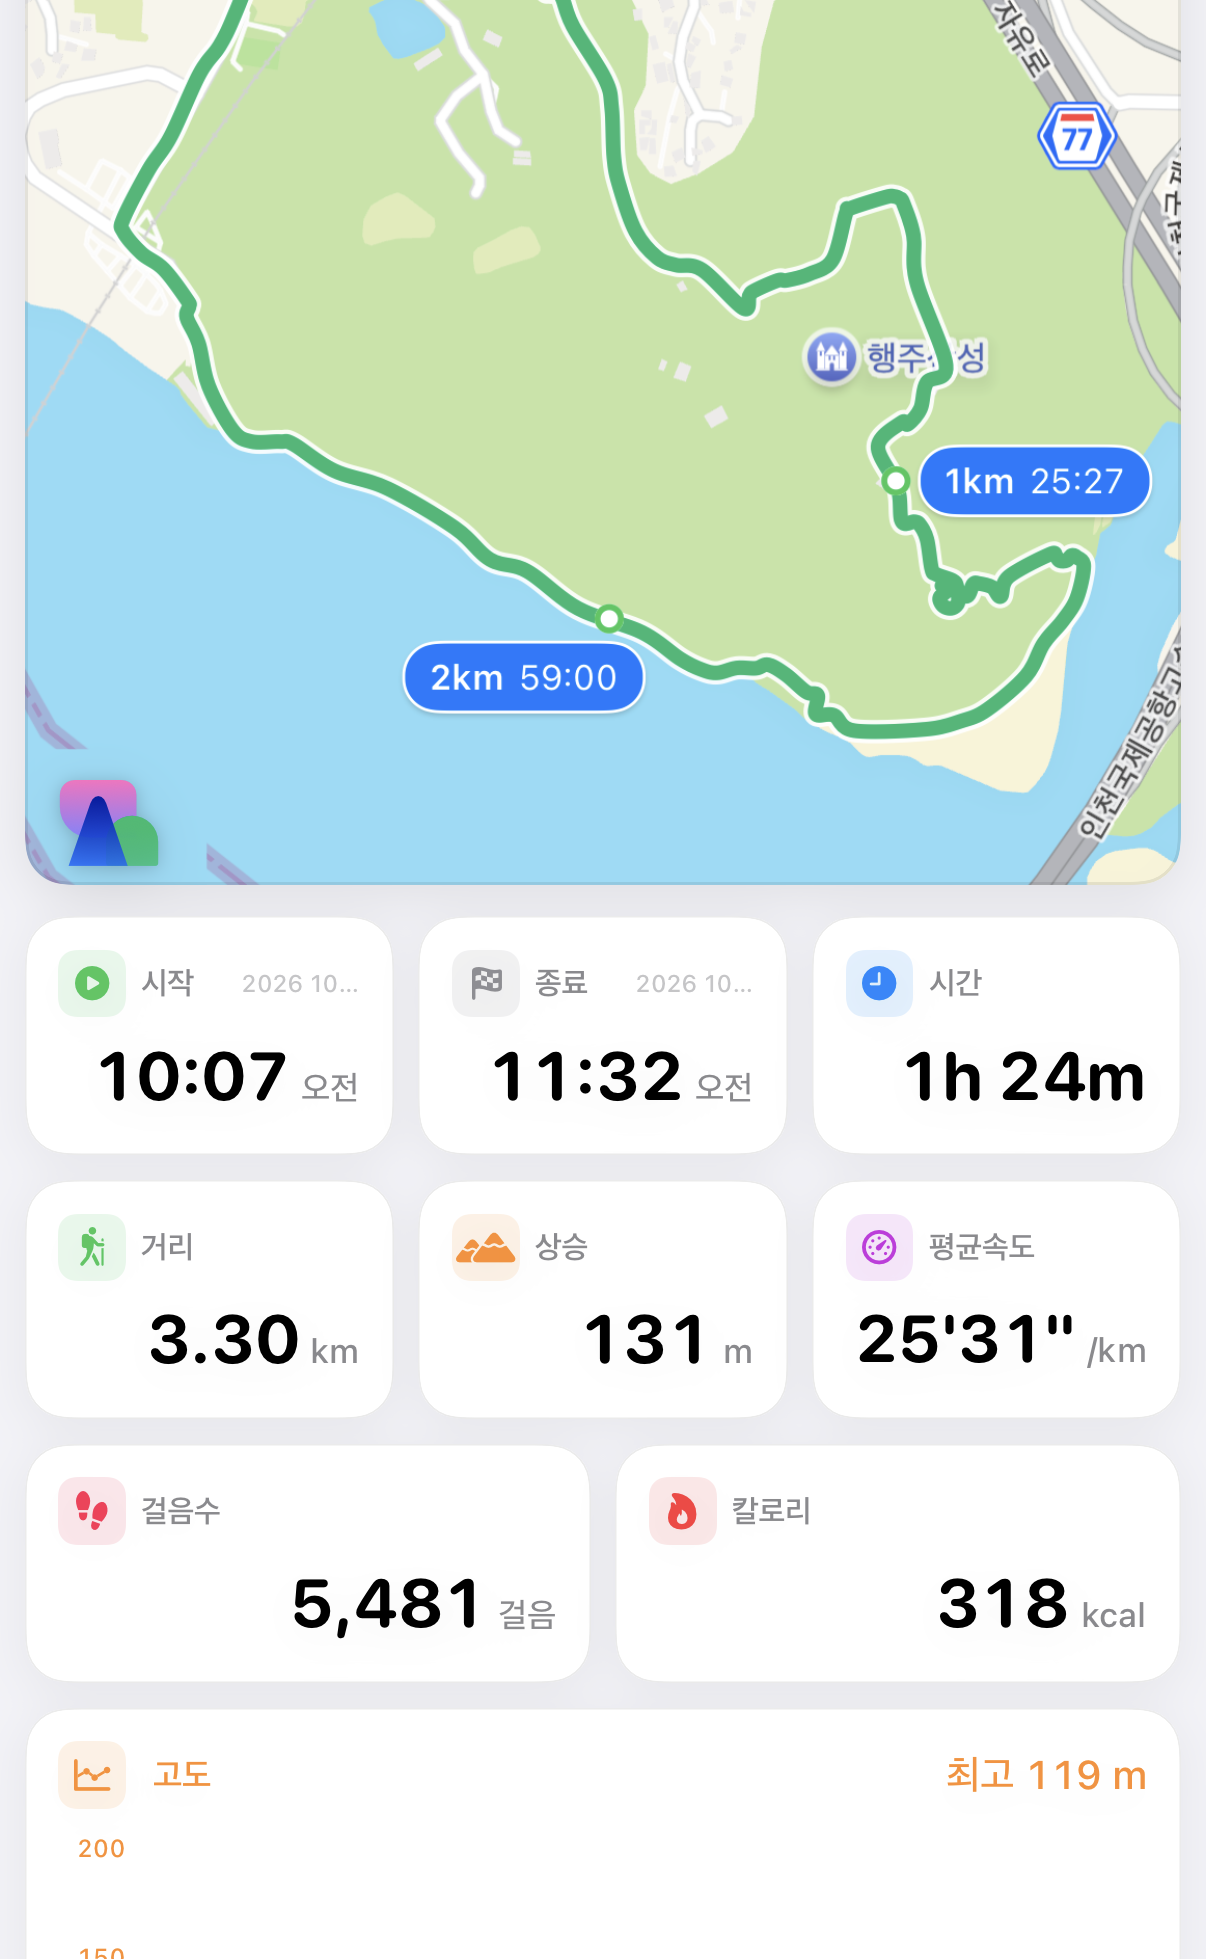 자유로
77
행주산성
1km 25:27
2km 59:00
인천국제공항고
시작 2026 10...
10:07 오전
종료 2026 10...
11:32 오전
시간
1h 24m
거리
3.30 km
상승
131 m
평균속도
25'31" /km
걸음수
5,481 걸음
칼로리
318 kcal
고도
최고 119 m
200
150